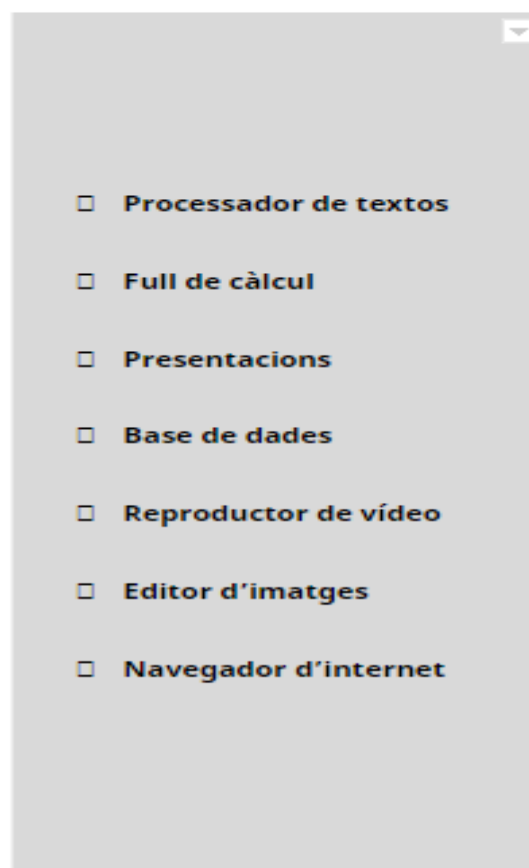 □ Processador de textos
□ Full de càlcul
□ Presentacions
□ Base de dades
□ Reproductor de vídeo
□ Editor d’imatges
□ Navegador d’internet